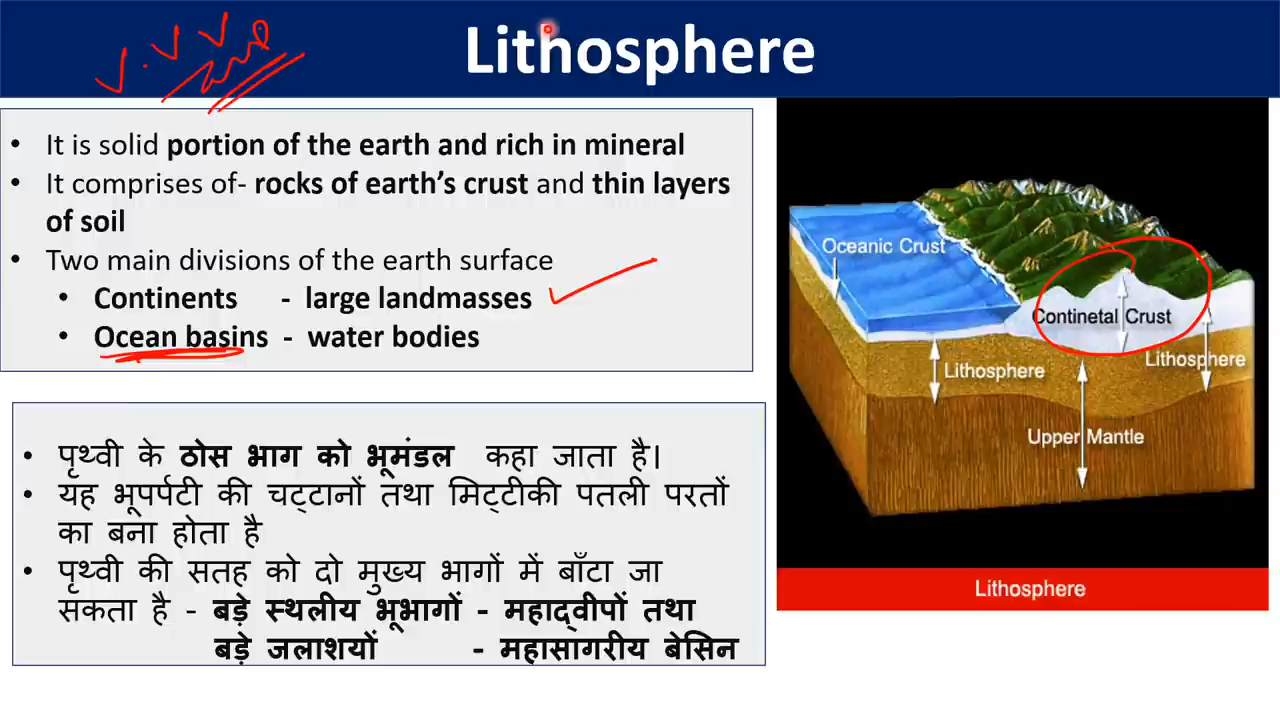 Lithosphere
V. V V
• It is solid portion of the earth and rich in mineral
• It comprises of- rocks of earth's crust and thin layers
of soil
• Two main divisions of the earth surface
• Continents - large landmasses
• Ocean basins - water bodies
• पृथ्वी के ठोस भाग को भूमंडल कहा जाता है।
• यह भूपर्पटी की चट्टानों तथा मिट्टीकी पतली परतों
का बना होता है
• पृथ्वी की सतह को दो मुख्य भागों में बाँटा जा
सकता है - बड़े स्थलीय भूभागों - महाद्वीपों तथा
बड़े जलाशयों - महासागरीय बेसिन
Oceanic Crust
Continetal Crust
Lithosphere
Lithosphere
Upper Mantle
Lithosphere